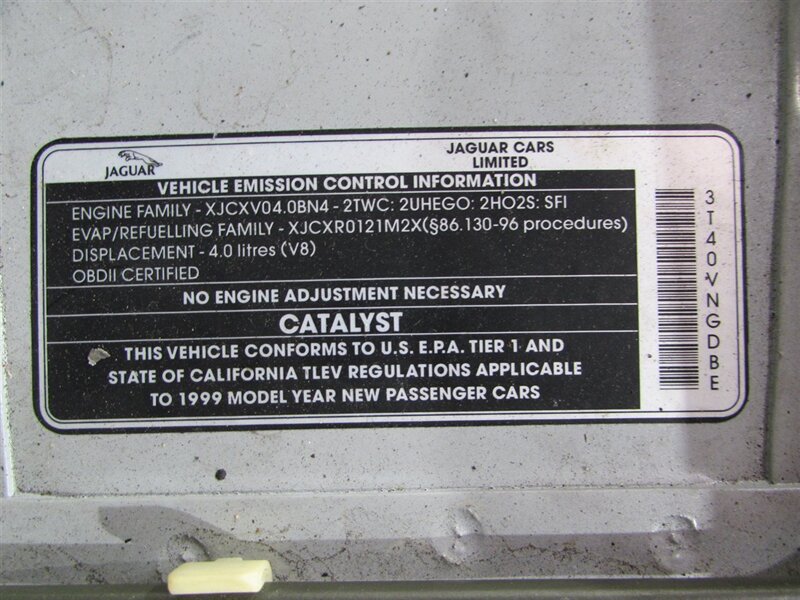 JAGUAR
JAGUAR CARS
LIMITED
VEHICLE EMISSION CONTROL INFORMATION
ENGINE FAMILY - XJCXV04.0BN4 - 2TWC: 2UHEGO: 2HO2S: SFI
EVAP/REFUELLING FAMILY - XJCXR0121M2X(§86.130-96 procedures)
DISPLACEMENT - 4.0 litres (V8)
OBDII CERTIFIED
NO ENGINE ADJUSTMENT NECESSARY
CATALYST
THIS VEHICLE CONFORMS TO U.S. E.P.A. TIER 1 AND
STATE OF CALIFORNIA TLEV REGULATIONS APPLICABLE
TO 1999 MODEL YEAR NEW PASSENGER CARS
3T40VNGDBE